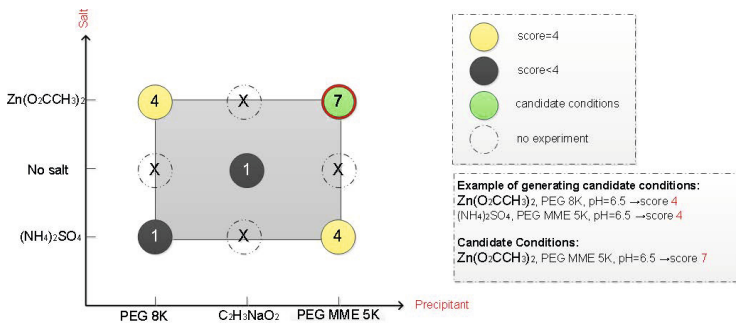 Salt
Zn(O₂CCH₃)₂
No salt
(NH₄)₂SO₄
4
X
7
X
1
X
1
X
4
PEG 8K
C₂H₃NaO₂
PEG MME 5K
Precipitant
score=4
score<4
candidate conditions
no experiment
Example of generating candidate conditions:
Zn(O₂CCH₃)₂, PEG 8K, pH=6.5 →score 4
(NH₄)₂SO₄, PEG MME 5K, pH=6.5 →score 4
Candidate Conditions:
Zn(O₂CCH₃)₂, PEG MME 5K, pH=6.5 →score 7